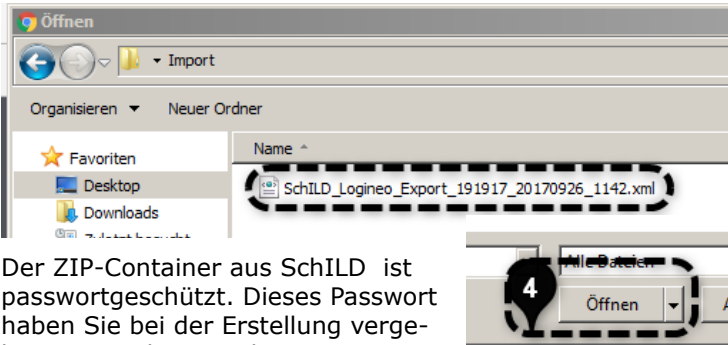 Öffnen
Import
Organisieren Neuer Ordner
Name
Favoriten
SchILD_Logineo_Export_191917_20170926_1142.xml
Desktop
Downloads
Der ZIP-Container aus SchILD ist
passwortgeschützt. Dieses Passwort
haben Sie bei der Erstellung verge-
Alle Dateien
4
Öffnen